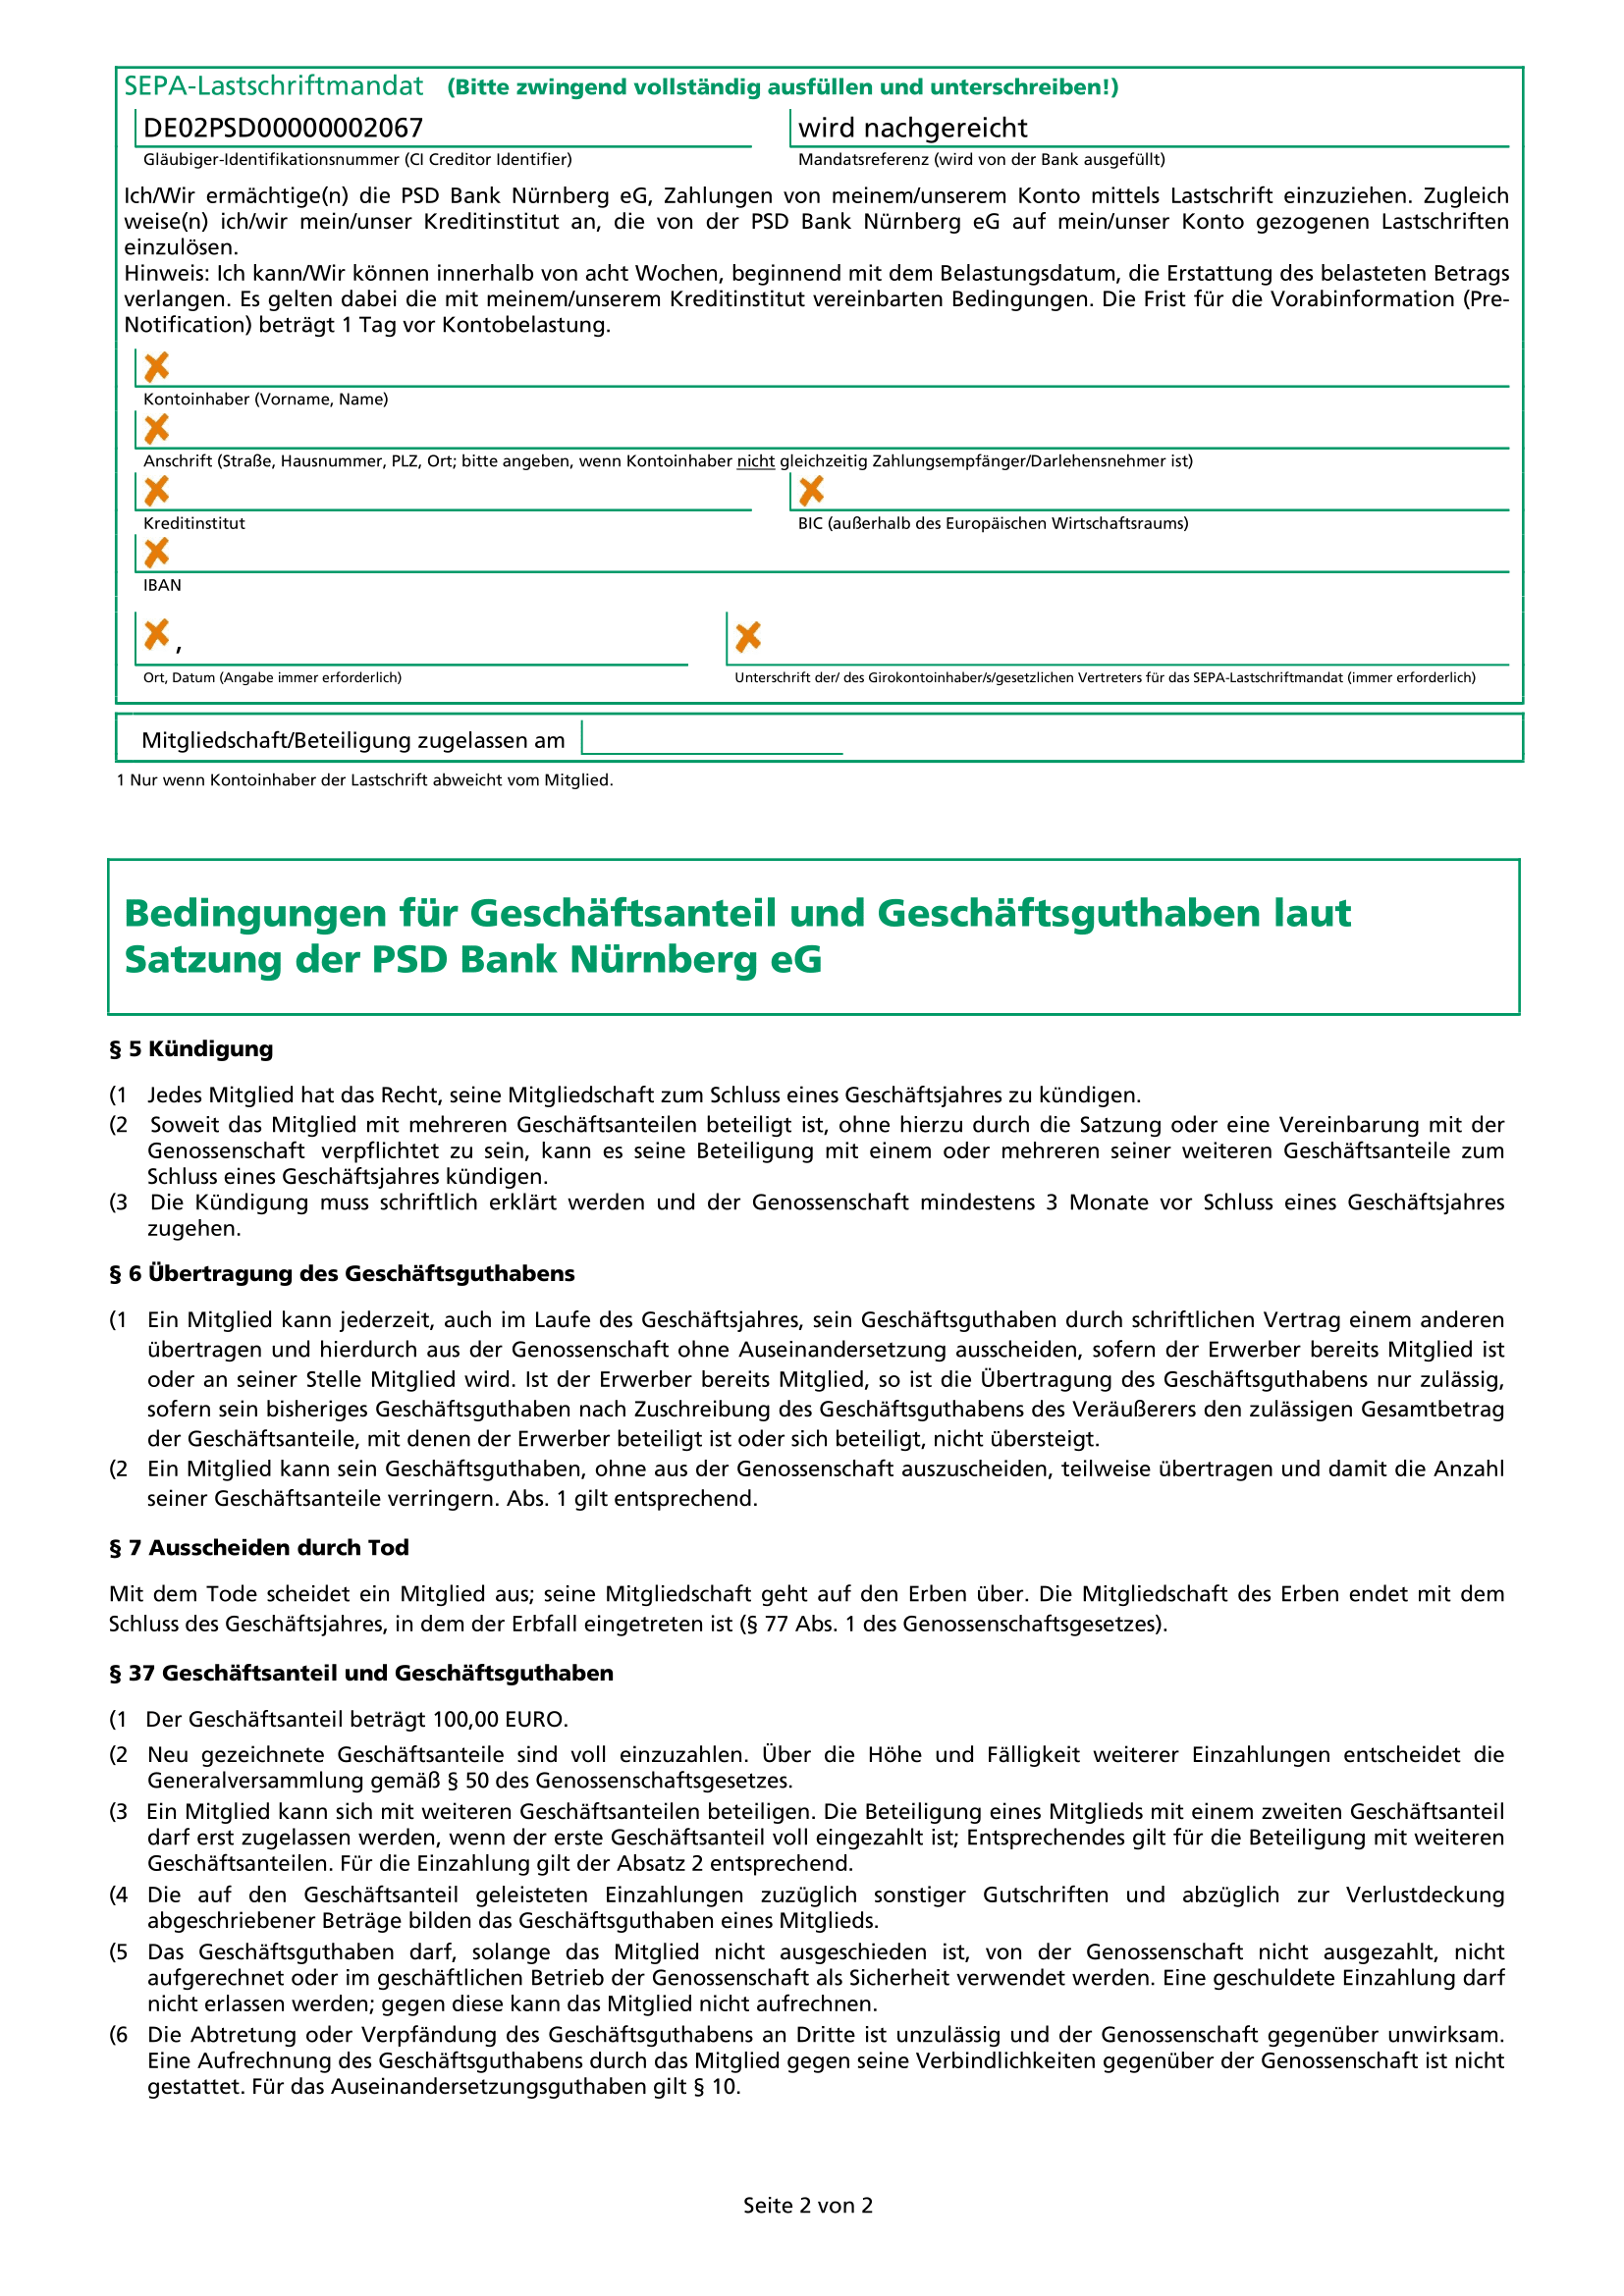 SEPA-Lastschriftmandat (Bitte zwingend vollständig ausfüllen und unterschreiben!)
DE02PSD00000002067
wird nachgereicht
Gläubiger-Identifikationsnummer (CI Creditor Identifier)
Mandatsreferenz (wird von der Bank ausgefüllt)
Ich/Wir ermächtige(n) die PSD Bank Nürnberg eG, Zahlungen von meinem/unserem Konto mittels Lastschrift einzuziehen. Zugleich
weise(n) ich/wir mein/unser Kreditinstitut an, die von der PSD Bank Nürnberg eG auf mein/unser Konto gezogenen Lastschriften
einzulösen.
Hinweis: Ich kann/Wir können innerhalb von acht Wochen, beginnend mit dem Belastungsdatum, die Erstattung des belasteten Betrags
verlangen. Es gelten dabei die mit meinem/unserem Kreditinstitut vereinbarten Bedingungen. Die Frist für die Vorabinformation (Pre-
Notification) beträgt 1 Tag vor Kontobelastung.
Kontoinhaber (Vorname, Name)
Anschrift (Straße, Hausnummer, PLZ, Ort; bitte angeben, wenn Kontoinhaber nicht gleichzeitig Zahlungsempfänger/Darlehensnehmer ist)
Kreditinstitut
BIC (außerhalb des Europäischen Wirtschaftsraums)
IBAN
,
Ort, Datum (Angabe immer erforderlich)
Unterschrift der/ des Girokontoinhaber/s/gesetzlichen Vertreters für das SEPA-Lastschriftmandat (immer erforderlich)
Mitgliedschaft/Beteiligung zugelassen am
1 Nur wenn Kontoinhaber der Lastschrift abweicht vom Mitglied.
Bedingungen für Geschäftsanteil und Geschäftsguthaben laut
Satzung der PSD Bank Nürnberg eG
§ 5 Kündigung
(1 Jedes Mitglied hat das Recht, seine Mitgliedschaft zum Schluss eines Geschäftsjahres zu kündigen.
(2 Soweit das Mitglied mit mehreren Geschäftsanteilen beteiligt ist, ohne hierzu durch die Satzung oder eine Vereinbarung mit der
Genossenschaft verpflichtet zu sein, kann es seine Beteiligung mit einem oder mehreren seiner weiteren Geschäftsanteile zum
Schluss eines Geschäftsjahres kündigen.
(3 Die Kündigung muss schriftlich erklärt werden und der Genossenschaft mindestens 3 Monate vor Schluss eines Geschäftsjahres
zugehen.
§ 6 Übertragung des Geschäftsguthabens
(1 Ein Mitglied kann jederzeit, auch im Laufe des Geschäftsjahres, sein Geschäftsguthaben durch schriftlichen Vertrag einem anderen
übertragen und hierdurch aus der Genossenschaft ohne Auseinandersetzung ausscheiden, sofern der Erwerber bereits Mitglied ist
oder an seiner Stelle Mitglied wird. Ist der Erwerber bereits Mitglied, so ist die Übertragung des Geschäftsguthabens nur zulässig,
sofern sein bisheriges Geschäftsguthaben nach Zuschreibung des Geschäftsguthabens des Veräußerers den zulässigen Gesamtbetrag
der Geschäftsanteile, mit denen der Erwerber beteiligt ist oder sich beteiligt, nicht übersteigt.
(2 Ein Mitglied kann sein Geschäftsguthaben, ohne aus der Genossenschaft auszuscheiden, teilweise übertragen und damit die Anzahl
seiner Geschäftsanteile verringern. Abs. 1 gilt entsprechend.
§ 7 Ausscheiden durch Tod
Mit dem Tode scheidet ein Mitglied aus; seine Mitgliedschaft geht auf den Erben über. Die Mitgliedschaft des Erben endet mit dem
Schluss des Geschäftsjahres, in dem der Erbfall eingetreten ist (§ 77 Abs. 1 des Genossenschaftsgesetzes).
§ 37 Geschäftsanteil und Geschäftsguthaben
(1 Der Geschäftsanteil beträgt 100,00 EURO.
(2 Neu gezeichnete Geschäftsanteile sind voll einzuzahlen. Über die Höhe und Fälligkeit weiterer Einzahlungen entscheidet die
Generalversammlung gemäß § 50 des Genossenschaftsgesetzes.
(3 Ein Mitglied kann sich mit weiteren Geschäftsanteilen beteiligen. Die Beteiligung eines Mitglieds mit einem zweiten Geschäftsanteil
darf erst zugelassen werden, wenn der erste Geschäftsanteil voll eingezahlt ist; Entsprechendes gilt für die Beteiligung mit weiteren
Geschäftsanteilen. Für die Einzahlung gilt der Absatz 2 entsprechend.
(4 Die auf den Geschäftsanteil geleisteten Einzahlungen zuzüglich sonstiger Gutschriften und abzüglich zur Verlustdeckung
abgeschriebener Beträge bilden das Geschäftsguthaben eines Mitglieds.
(5 Das Geschäftsguthaben darf, solange das Mitglied nicht ausgeschieden ist, von der Genossenschaft nicht ausgezahlt, nicht
aufgerechnet oder im geschäftlichen Betrieb der Genossenschaft als Sicherheit verwendet werden. Eine geschuldete Einzahlung darf
nicht erlassen werden; gegen diese kann das Mitglied nicht aufrechnen.
(6 Die Abtretung oder Verpfändung des Geschäftsguthabens an Dritte ist unzulässig und der Genossenschaft gegenüber unwirksam.
Eine Aufrechnung des Geschäftsguthabens durch das Mitglied gegen seine Verbindlichkeiten gegenüber der Genossenschaft ist nicht
gestattet. Für das Auseinandersetzungsguthaben gilt § 10.
Seite 2 von 2